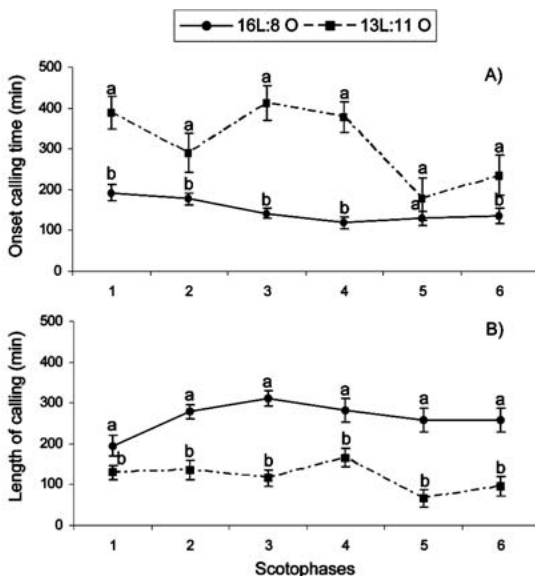 16L:8 O 13L:11 O
A)
Onset calling time (min)
500
400
300
200
100
0
a a a a a a
b b b b a b
1 2 3 4 5 6
B)
Length of calling (min)
500
400
300
200
100
0
a a a a a a
b b b b b b
1 2 3 4 5 6
Scotophases